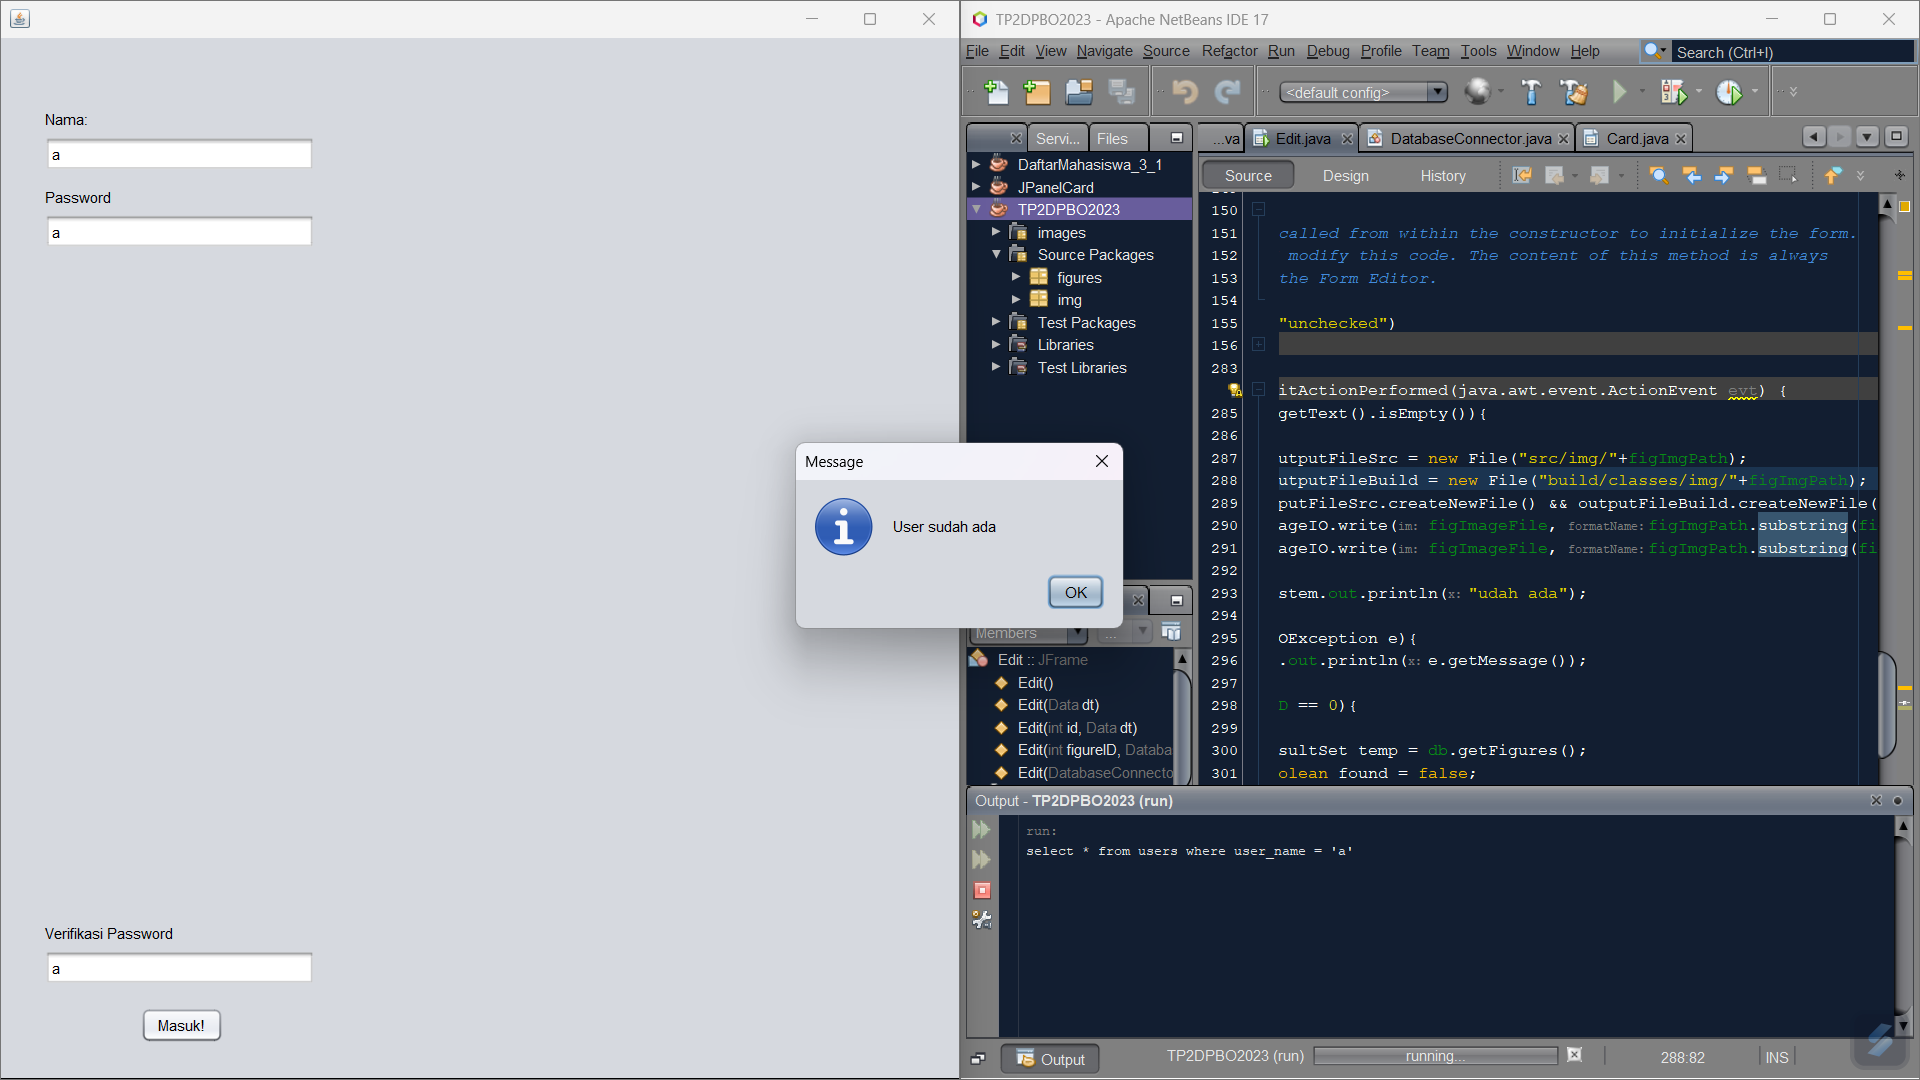 Nama:
a
Password
a
Verifikasi Password
a
Masuk!
Message
User sudah ada
OK
TP2DPBO2023 - Apache NetBeans IDE 17
File Edit View Navigate Source Refactor Run Debug Profile Team Tools Window Help
Search (Ctrl+I)
<default config>
Servi... Files
DaftarMahasiswa_3_1
JPanelCard
TP2DPBO2023
images
Source Packages
figures
img
Test Packages
Libraries
Test Libraries
Members
...
Edit :: JFrame
Edit()
Edit(Data dt)
Edit(int id, Data dt)
Edit(int figureID, Databa
Edit(DatabaseConnecto
...va Edit.java DatabaseConnector.java Card.java
Source Design History
150
151 called from within the constructor to initialize the form.
152 modify this code. The content of this method is always
153 the Form Editor.
154
155 "unchecked")
156
283
itActionPerformed(java.awt.event.ActionEvent evt) {
285 getText().isEmpty()){
286
287 utputFileSrc = new File("src/img/"+figImgPath);
288 utputFileBuild = new File("build/classes/img/"+figImgPath);
289 putFileSrc.createNewFile() && outputFileBuild.createNewFile(
290 ageIO.write(im: figImageFile, formatName: figImgPath.substring(fi
291 ageIO.write(im: figImageFile, formatName: figImgPath.substring(fi
292
293 stem.out.println(x: "udah ada");
294
295 OException e){
296 .out.println(x: e.getMessage());
297
298 D == 0){
299
300 sultSet temp = db.getFigures();
301 olean found = false;
Output - TP2DPBO2023 (run)
run:
select * from users where user_name = 'a'
Output
TP2DPBO2023 (run) running... 288:82 INS